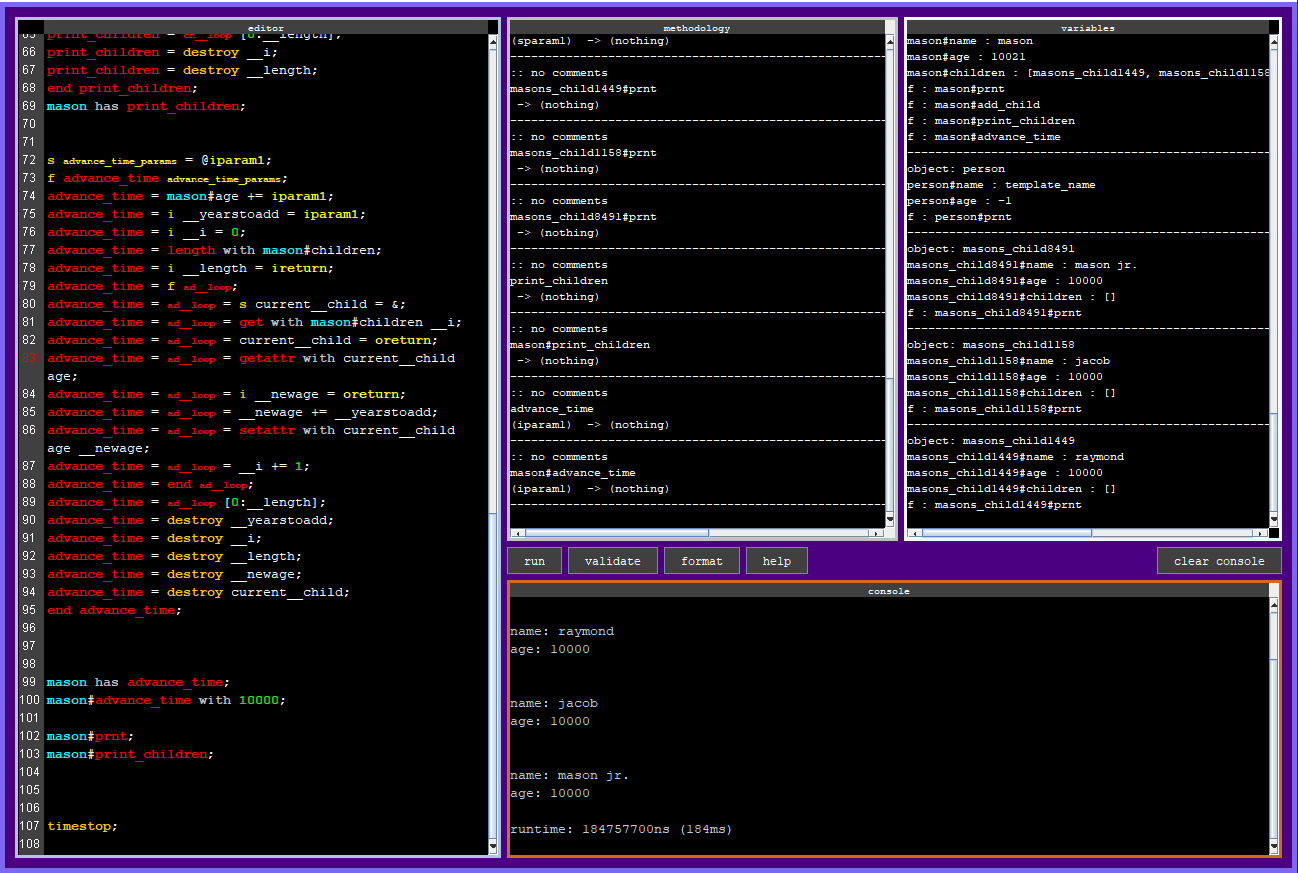 editor
66 print_children = destroy __i;
67 print_children = destroy __length;
68 end print_children;
69 mason has print_children;
70
71
72 s advance_time_params = @iparam1;
73 f advance_time advance_time_params;
74 advance_time = mason#age += iparam1;
75 advance_time = i __yearstoadd = iparam1;
76 advance_time = i __i = 0;
77 advance_time = length with mason#children;
78 advance_time = i __length = ireturn;
79 advance_time = f ad__loop;
80 advance_time = ad__loop = s current__child = &;
81 advance_time = ad__loop = get with mason#children __i;
82 advance_time = ad__loop = current__child = oreturn;
83 advance_time = ad__loop = getattr with current__child
age;
84 advance_time = ad__loop = i __newage = oreturn;
85 advance_time = ad__loop = __newage += __yearstoadd;
86 advance_time = ad__loop = setattr with current__child
age __newage;
87 advance_time = ad__loop = __i += 1;
88 advance_time = end ad__loop;
89 advance_time = ad__loop [0:__length];
90 advance_time = destroy __yearstoadd;
91 advance_time = destroy __i;
92 advance_time = destroy __length;
93 advance_time = destroy __newage;
94 advance_time = destroy current__child;
95 end advance_time;
96
97
98
99 mason has advance_time;
100 mason#advance_time with 10000;
101
102 mason#prnt;
103 mason#print_children;
104
105
106
107 timestop;
108
methodology
(sparam1) -> (nothing)
:: no comments
masons_child1449#prnt
-> (nothing)
:: no comments
masons_child1158#prnt
-> (nothing)
:: no comments
masons_child8491#prnt
-> (nothing)
:: no comments
print_children
-> (nothing)
:: no comments
mason#print_children
-> (nothing)
:: no comments
advance_time
(iparam1) -> (nothing)
:: no comments
mason#advance_time
(iparam1) -> (nothing)
variables
mason#name : mason
mason#age : 10021
mason#children : [masons_child1449, masons_child1158
f : mason#prnt
f : mason#add_child
f : mason#print_children
f : mason#advance_time
object: person
person#name : template_name
person#age : -1
f : person#prnt
object: masons_child8491
masons_child8491#name : mason jr.
masons_child8491#age : 10000
masons_child8491#children : []
f : masons_child8491#prnt
object: masons_child1158
masons_child1158#name : jacob
masons_child1158#age : 10000
masons_child1158#children : []
f : masons_child1158#prnt
object: masons_child1449
masons_child1449#name : raymond
masons_child1449#age : 10000
masons_child1449#children : []
f : masons_child1449#prnt
run validate format help clear console
console
name: raymond
age: 10000
name: jacob
age: 10000
name: mason jr.
age: 10000
runtime: 184757700ns (184ms)